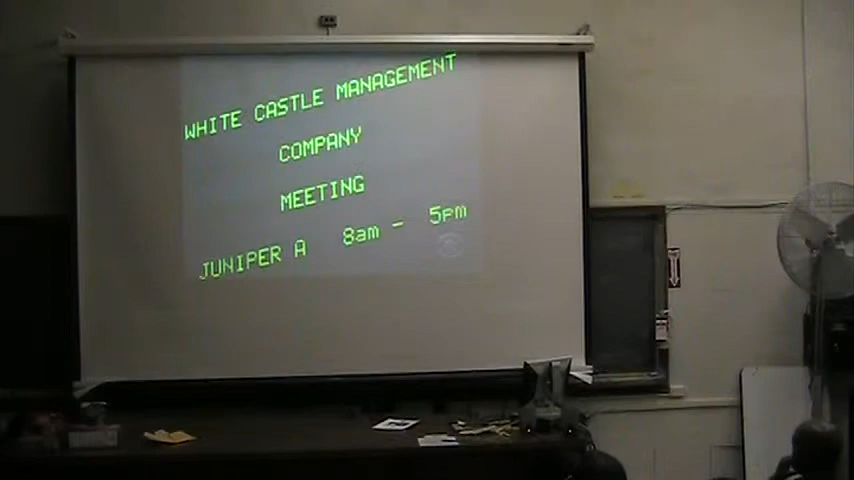 WHITE CASTLE MANAGEMENT
COMPANY
MEETING
JUNIPER A 8am - 5pm